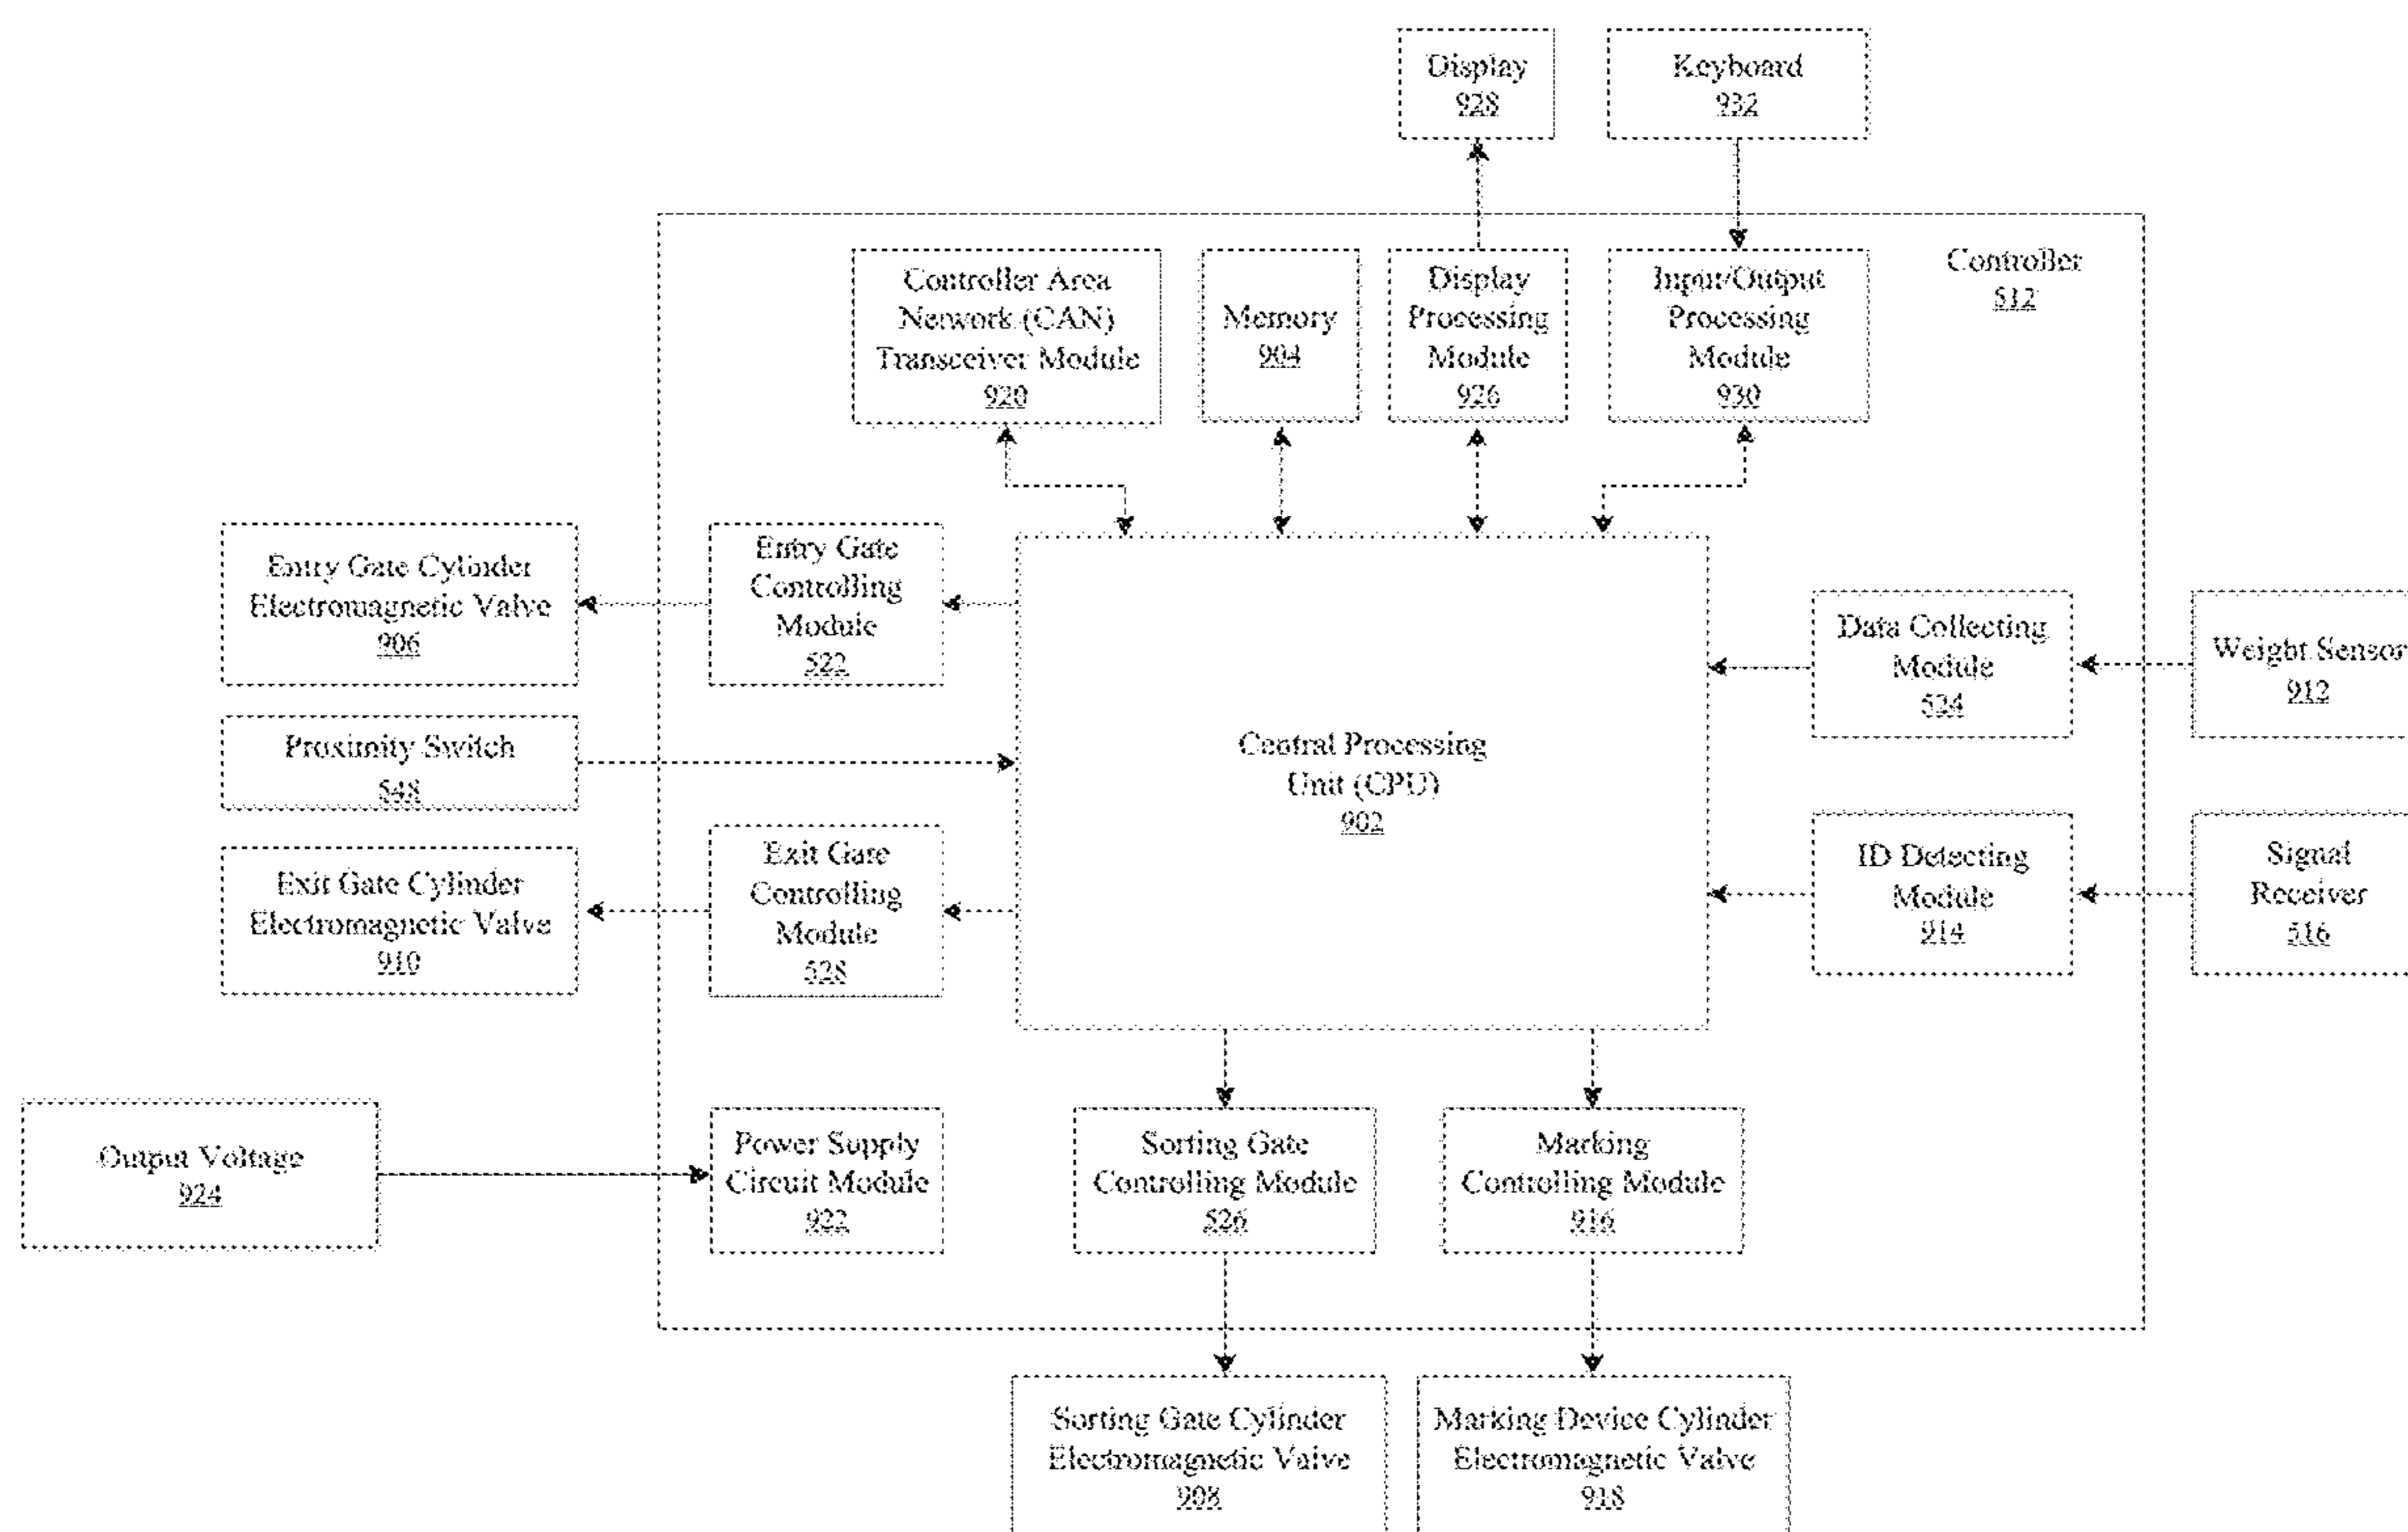 Display
928
Keyboard
932
Controller
512
Controller Area
Network (CAN)
Transceiver Module
920
Memory
904
Display
Processing
Module
926
Input/Output
Processing
Module
930
Entry Gate Cylinder
Electromagnetic Valve
906
Entry Gate
Controlling
Module
522
Proximity Switch
548
Exit Gate Cylinder
Electromagnetic Valve
910
Exit Gate
Controlling
Module
528
Central Processing
Unit (CPU)
902
Data Collecting
Module
524
Weight Sensor
912
ID Detecting
Module
914
Signal
Receiver
516
Output Voltage
924
Power Supply
Circuit Module
922
Sorting Gate
Controlling Module
526
Marking
Controlling Module
916
Sorting Gate Cylinder
Electromagnetic Valve
908
Marking Device Cylinder
Electromagnetic Valve
918